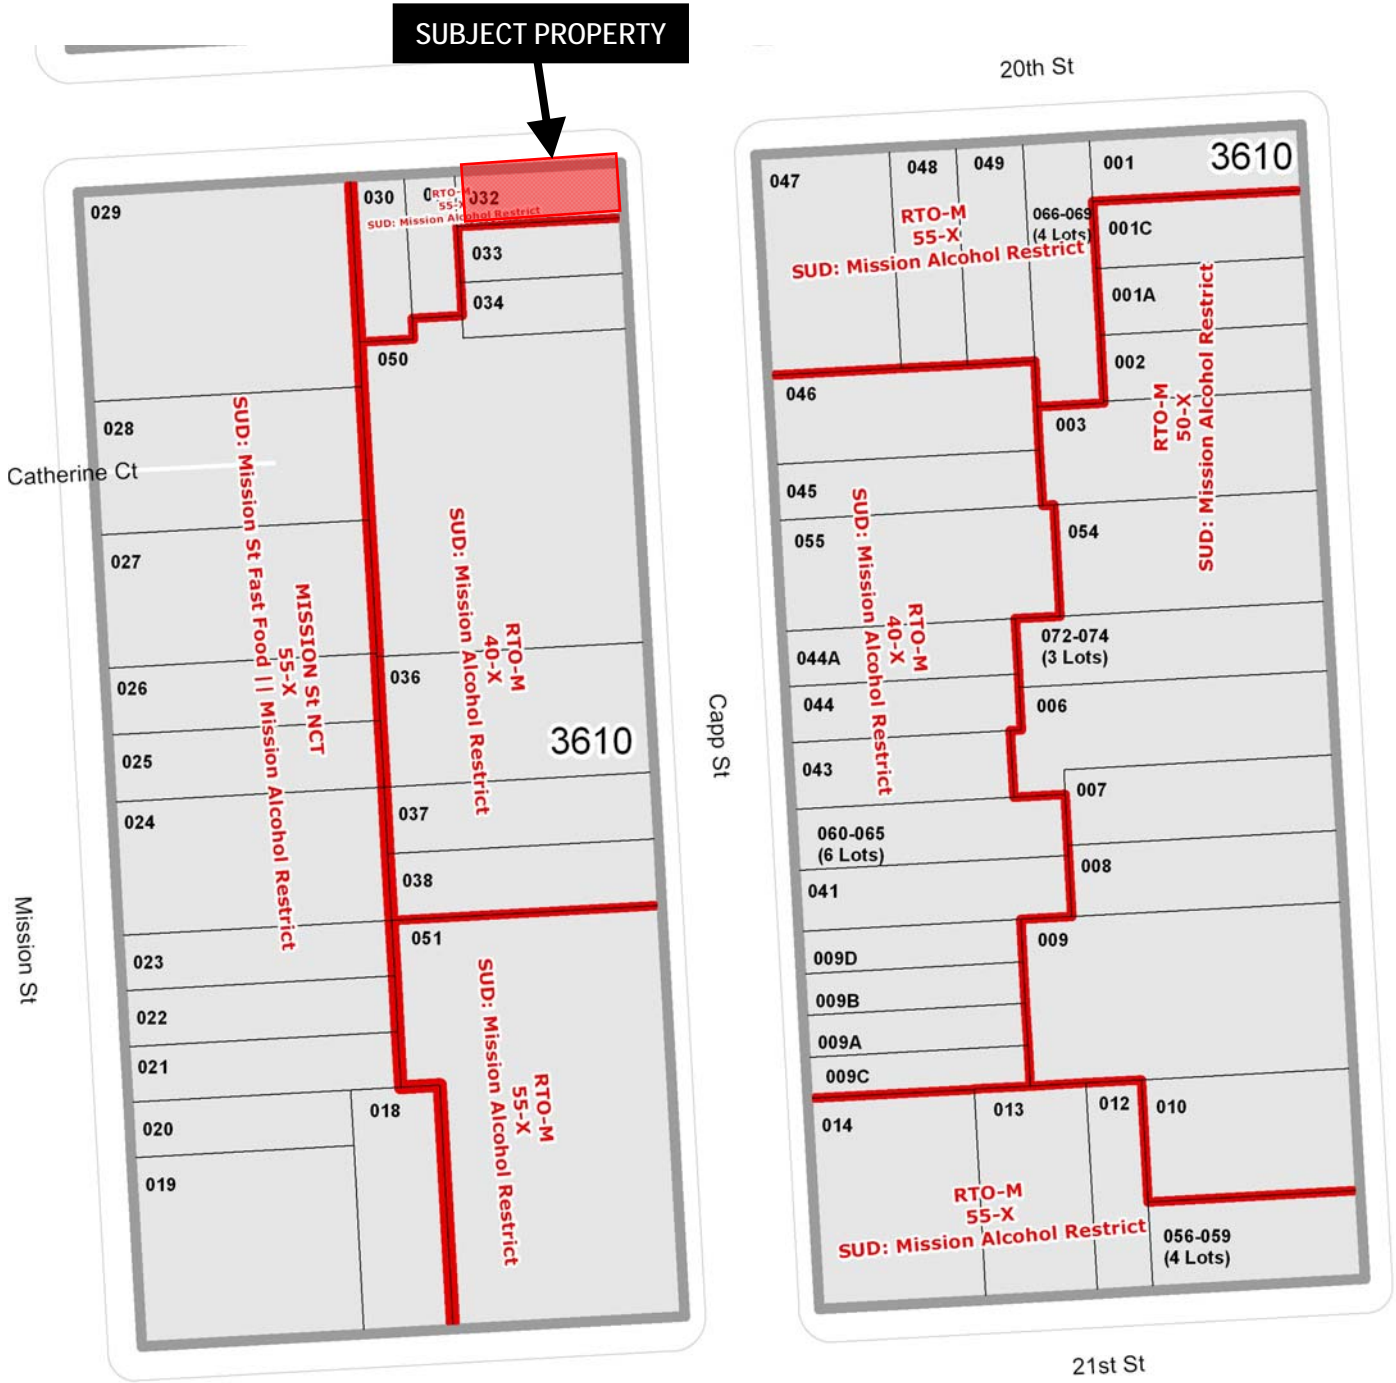 SUBJECT PROPERTY
20th St
029
030
032
RTO-M
55-X
SUD: Mission Alcohol Restrict
033
034
050
028
Catherine Ct
027
SUD: Mission St Fast Food || Mission Alcohol Restrict
MISSION St NCT
55-X
SUD: Mission Alcohol Restrict
RTO-M
40-X
026
036
025
3610
024
037
038
023
051
022
021
SUD: Mission Alcohol Restrict
RTO-M
55-X
020
018
019
Mission St
Capp St
047
048
049
001
3610
066-069
(4 Lots)
RTO-M
55-X
SUD: Mission Alcohol Restrict
001C
001A
002
RTO-M
50-X
SUD: Mission Alcohol Restrict
046
003
045
055
054
SUD: Mission Alcohol Restrict
RTO-M
40-X
044A
072-074
(3 Lots)
044
006
043
007
060-065
(6 Lots)
008
041
009
009D
009B
009A
009C
014
013
012
010
RTO-M
55-X
SUD: Mission Alcohol Restrict
056-059
(4 Lots)
21st St